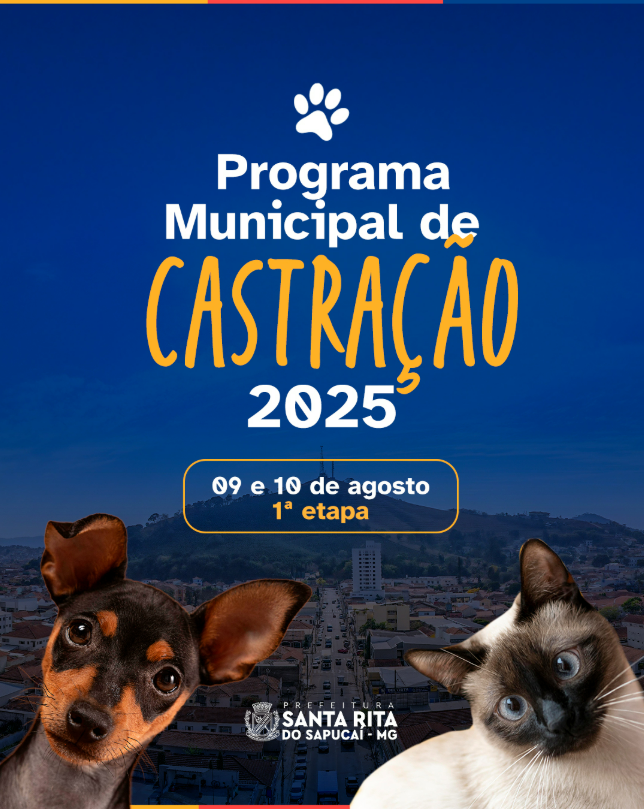 Programa
Municipal de
CASTRAÇÃO
2025
09 e 10 de agosto
1ª etapa
PREFEITURA
SANTA RITA
DO SAPUCAÍ - MG